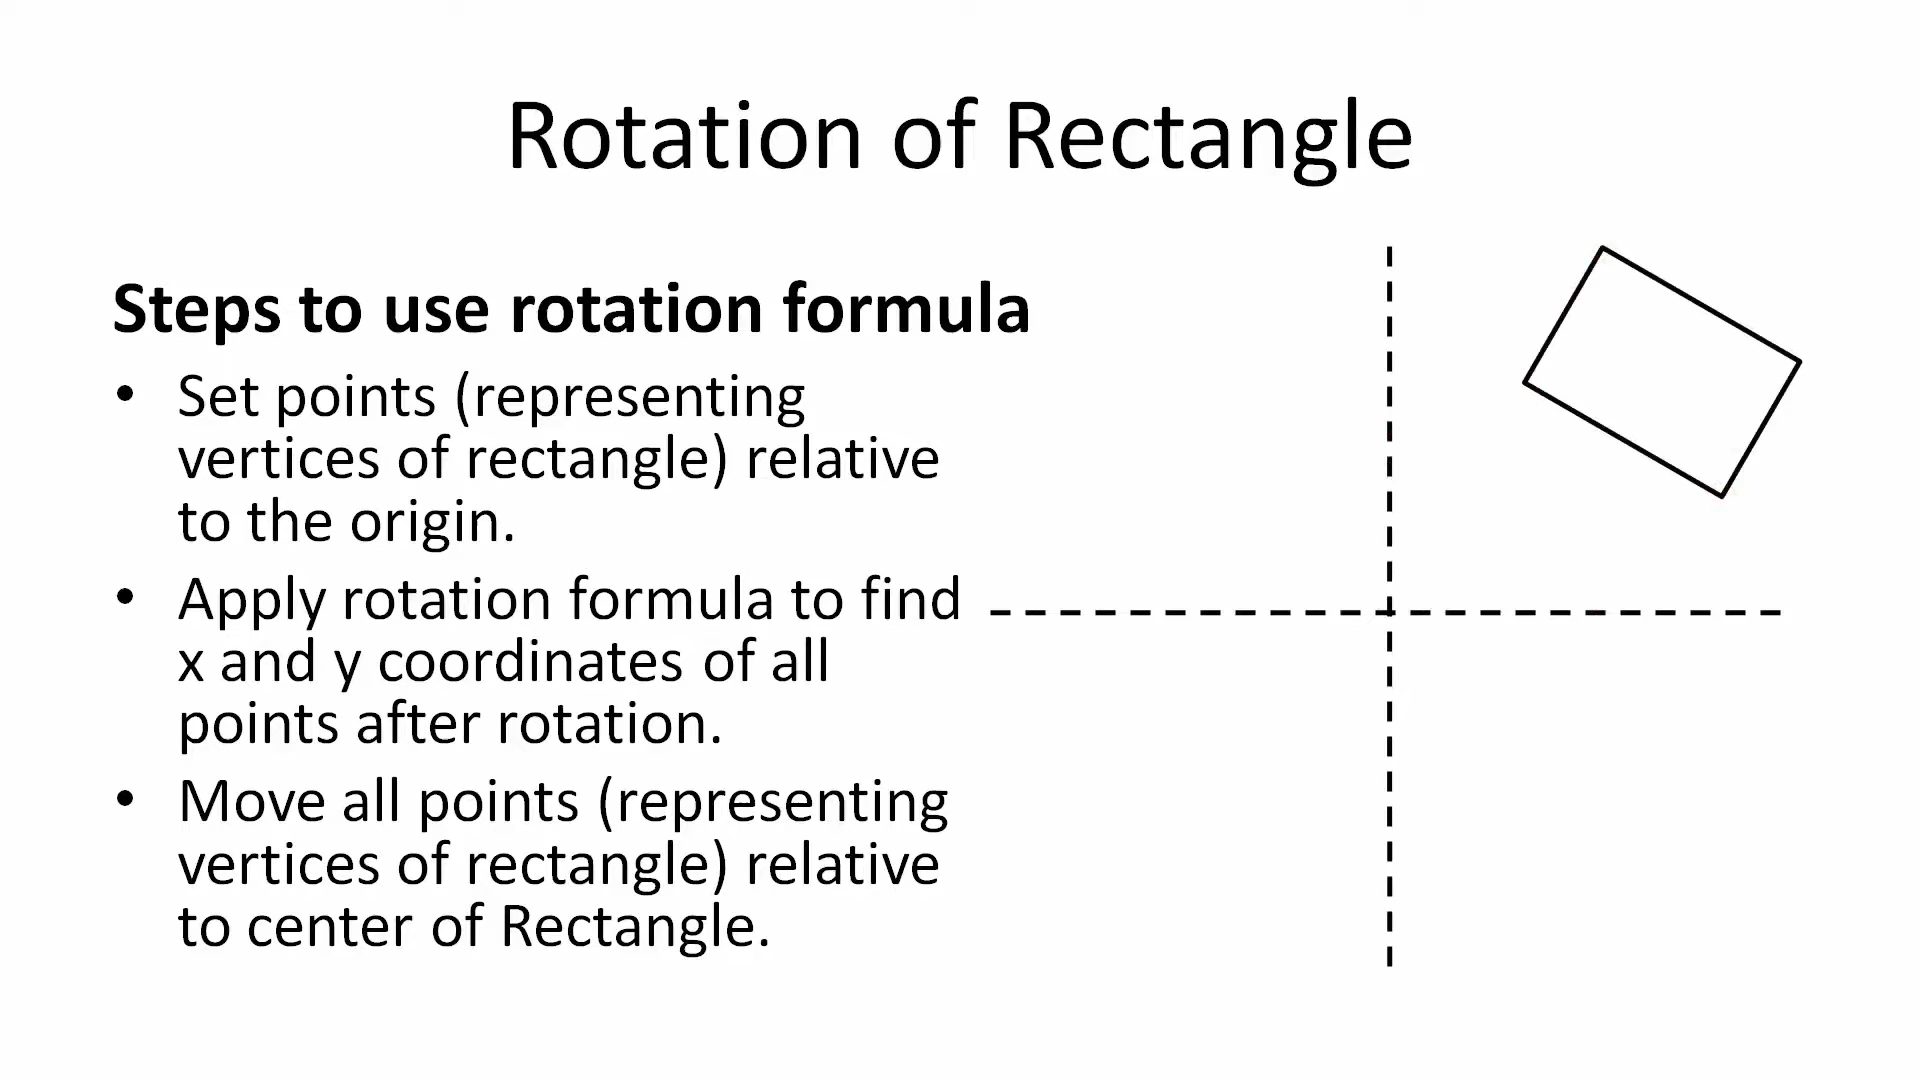 Rotation of Rectangle
Steps to use rotation formula
• Set points (representing
vertices of rectangle) relative
to the origin.
• Apply rotation formula to find
x and y coordinates of all
points after rotation.
• Move all points (representing
vertices of rectangle) relative
to center of Rectangle.